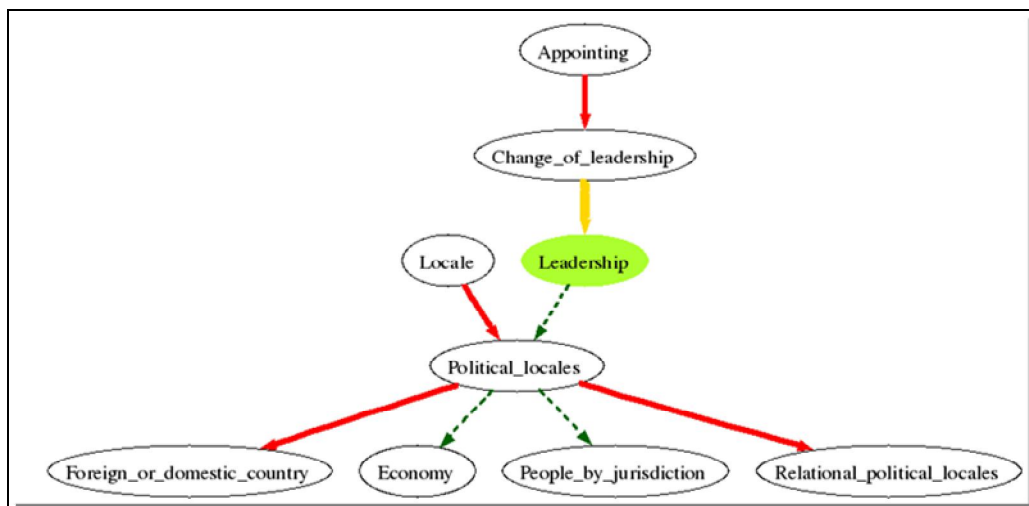 Appointing
Change_of_leadership
Locale
Leadership
Political_locales
Foreign_or_domestic_country
Economy
People_by_jurisdiction
Relational_political_locales